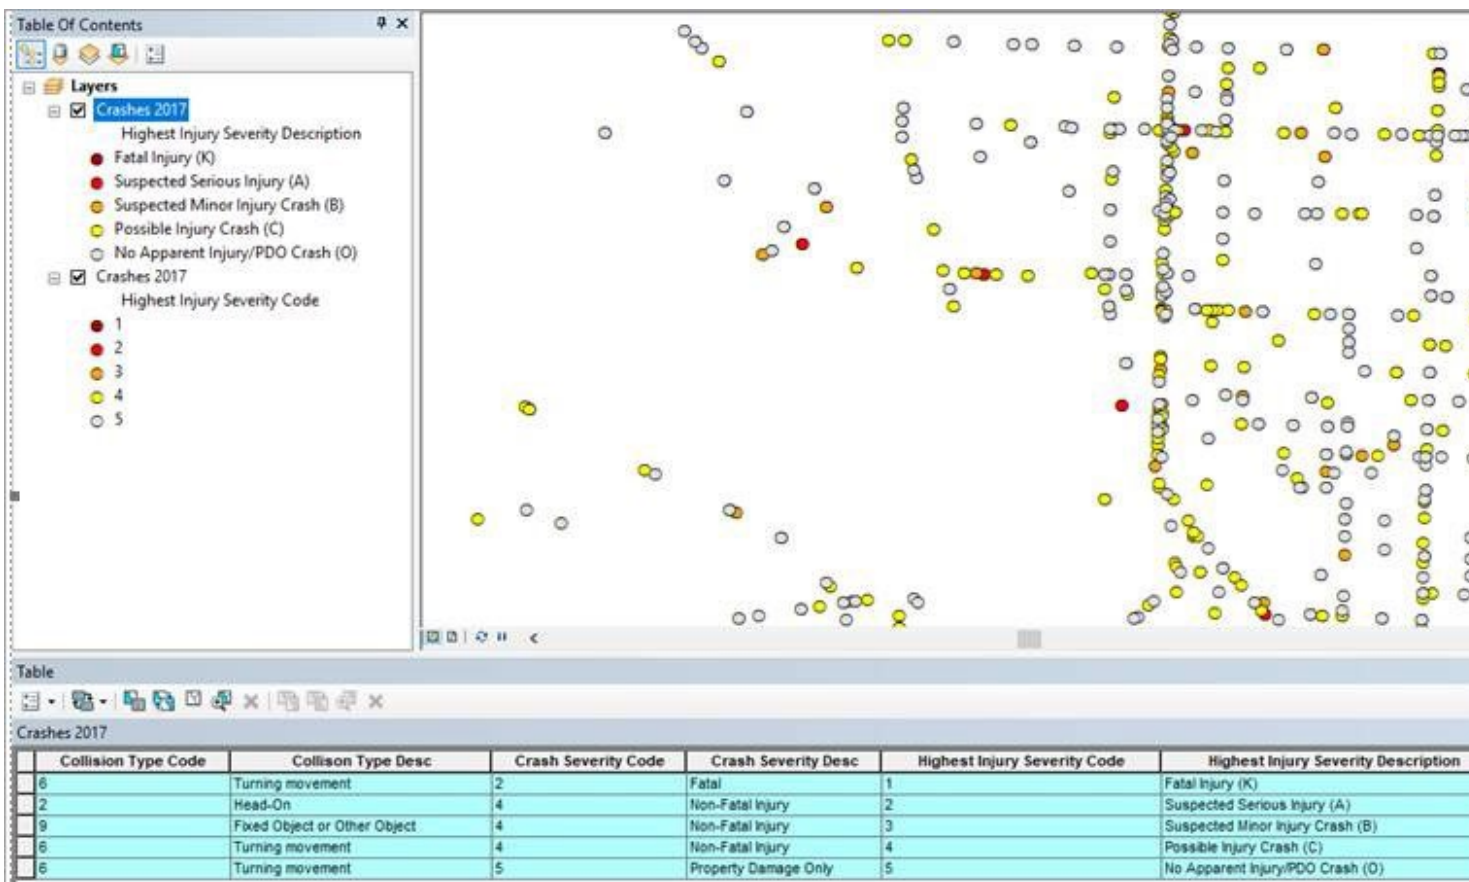 Table Of Contents
Layers
Crashes 2017
Highest Injury Severity Description
Fatal Injury (K)
Suspected Serious Injury (A)
Suspected Minor Injury Crash (B)
Possible Injury Crash (C)
No Apparent Injury/PDO Crash (O)
Crashes 2017
Highest Injury Severity Code
1
2
3
4
5
Table
Crashes 2017
Collision Type Code Collison Type Desc Crash Severity Code Crash Severity Desc Highest Injury Severity Code Highest Injury Severity Description
6 Turning movement 2 Fatal 1 Fatal Injury (K)
2 Head-On 4 Non-Fatal Injury 2 Suspected Serious Injury (A)
9 Fixed Object or Other Object 4 Non-Fatal Injury 3 Suspected Minor Injury Crash (B)
6 Turning movement 4 Non-Fatal Injury 4 Possible Injury Crash (C)
6 Turning movement 5 Property Damage Only 5 No Apparent Injury/PDO Crash (O)